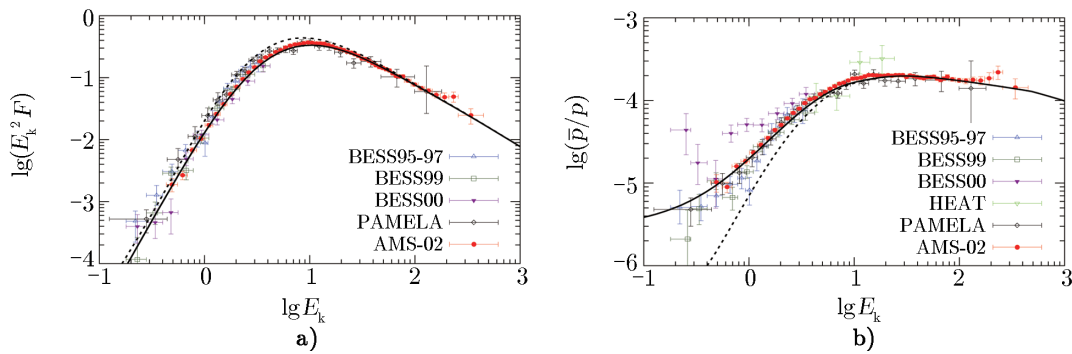 lg(E_k^2 F)
0
−1
−2
−3
−4
−1
0
1
2
3
lg E_k
BESS95-97
BESS99
BESS00
PAMELA
AMS-02
a)
lg(p̅/p)
−3
−4
−5
−6
−1
0
1
2
3
lg E_k
BESS95-97
BESS99
BESS00
HEAT
PAMELA
AMS-02
b)